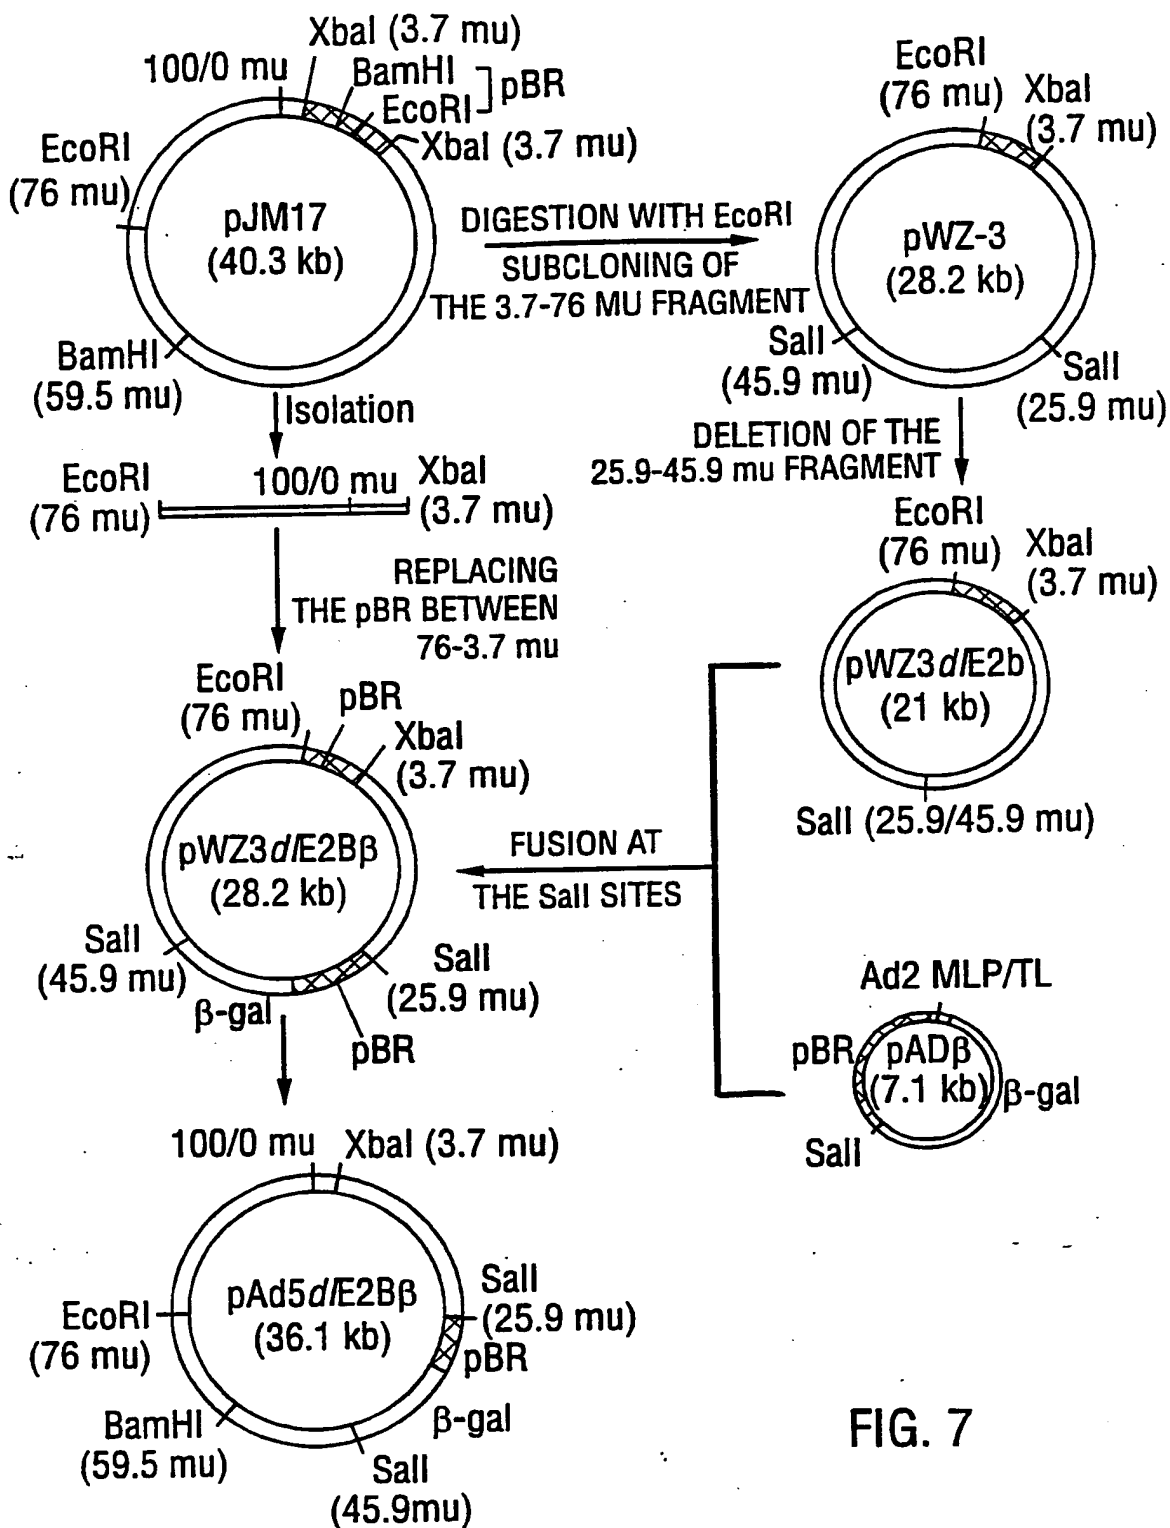 XbaI (3.7 mu)
100/0 mu
BamHI
EcoRI
pBR
XbaI (3.7 mu)
EcoRI
(76 mu)
pJM17
(40.3 kb)
BamHI
(59.5 mu)
DIGESTION WITH EcoRI
SUBCLONING OF
THE 3.7-76 MU FRAGMENT
EcoRI
(76 mu)
XbaI
(3.7 mu)
pWZ-3
(28.2 kb)
SalI
(45.9 mu)
SalI
(25.9 mu)
Isolation
EcoRI
(76 mu)
100/0 mu
XbaI
(3.7 mu)
DELETION OF THE
25.9-45.9 mu FRAGMENT
REPLACING
THE pBR BETWEEN
76-3.7 mu
EcoRI
(76 mu)
XbaI
(3.7 mu)
pWZ3dlE2b
(21 kb)
SalI (25.9/45.9 mu)
EcoRI
(76 mu)
pBR
XbaI
(3.7 mu)
pWZ3dlE2Bβ
(28.2 kb)
SalI
(45.9 mu)
β-gal
SalI
(25.9 mu)
pBR
FUSION AT
THE SalI SITES
Ad2 MLP/TL
pBR
pADβ
(7.1 kb)
β-gal
SalI
100/0 mu
XbaI (3.7 mu)
pAd5dlE2Bβ
(36.1 kb)
EcoRI
(76 mu)
BamHI
(59.5 mu)
SalI
(25.9 mu)
pBR
β-gal
SalI
(45.9mu)
FIG. 7